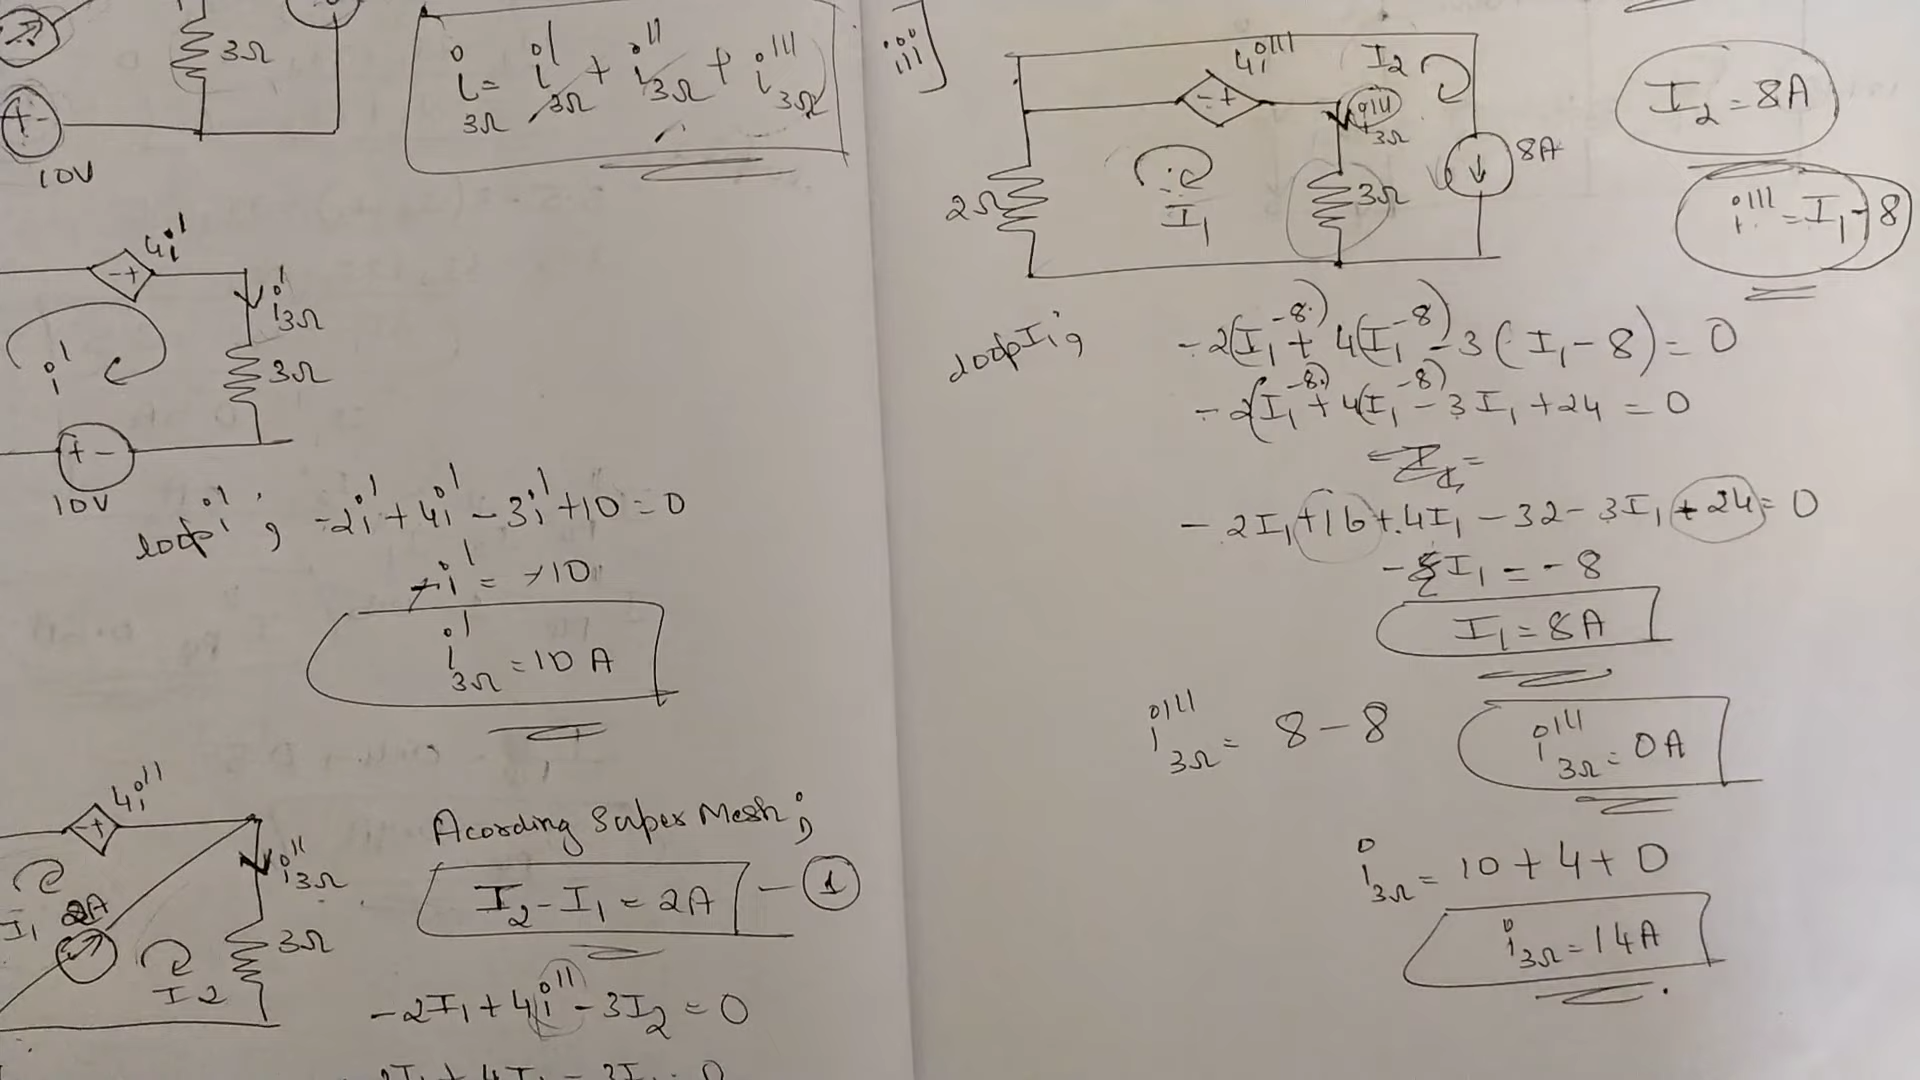 3Ω
10V
i3Ω = i'3Ω + i''3Ω + i'''3Ω
4i'
i'3Ω
3Ω
i'
10V
loop i' ; -2i' + 4i' - 3i' + 10 = 0
-i' = -10
i'3Ω = 10 A
4i''
i''3Ω
3Ω
I1
2A
I2
Acording Super Mesh ;
I2 - I1 = 2A - 1
-2I1 + 4i'' - 3I2 = 0
iii]
4i'''
I2
i'''3Ω
8A
2Ω
I1
3Ω
I2 = 8A
i''' = I1 - 8
loop I1 ; -2(I1 -8) + 4(I1 -8) - 3(I1 - 8) = 0
-2(I1 -8) + 4(I1 -8) - 3I1 + 24 = 0
-2I1 + 16 + 4I1 - 32 - 3I1 + 24 = 0
I1 = -8
I1 = 8A
i'''3Ω = 8 - 8
i'''3Ω = 0A
i3Ω = 10 + 4 + 0
i3Ω = 14A